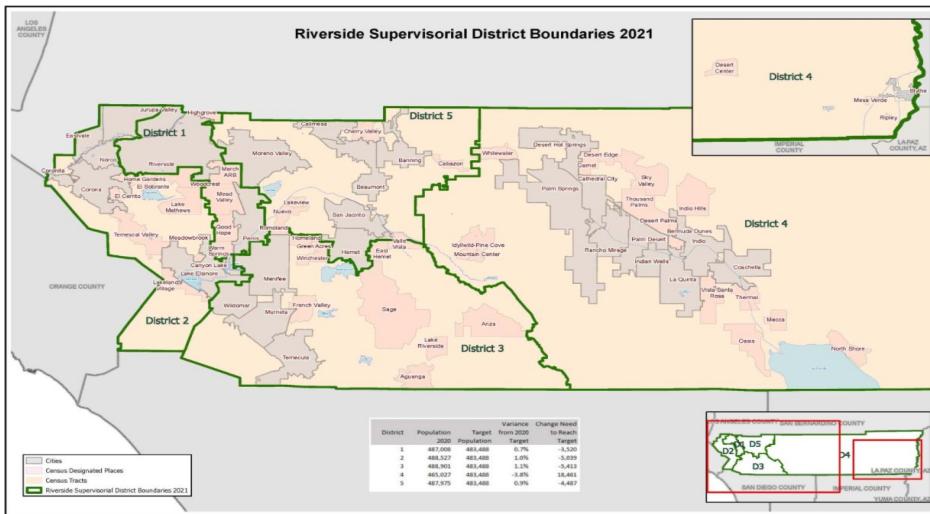 Riverside Supervisorial District Boundaries 2021
LOS
ANGELES
COUNTY
ORANGE COUNTY
District 1
District 2
District 3
District 4
District 5
Jurupa Valley
Highgrove
Eastvale
Norco
Riverside
Corona
Coronita
Home Gardens
El Sobrante
El Cerrito
Woodcrest
Lake
Mathews
March
ARB
Mead
Valley
Good
Hope
Perris
Temescal Valley
Meadowbrook
Warm
Springs
Canyon Lake
Lake Elsinore
Lakeland
Village
Moreno Valley
Calimesa
Cherry Valley
Banning
Beaumont
Cabazon
Lakeview
Nuevo
Romoland
San Jacinto
Homeland
Green Acres
Winchester
Hemet
East
Hemet
Valle
Vista
Menifee
Wildomar
Murrieta
French Valley
Temecula
Sage
Lake
Riverside
Anza
Aguanga
Idyllwild-Pine Cove
Mountain Center
Whitewater
Desert Hot Springs
Desert Edge
Garnet
Cathedral City
Palm Springs
Sky
Valley
Thousand
Palms
Indio Hills
Desert Palms
Bermuda Dunes
Rancho Mirage
Palm Desert
Indio
Indian Wells
La Quinta
Coachella
Vista Santa
Rosa
Thermal
Mecca
Oasis
North Shore
Desert
Center
District 4
Blythe
Mesa Verde
Ripley
IMPERIAL
COUNTY
LA PAZ
COUNTY, AZ
Cities
Census Designated Places
Census Tracts
Riverside Supervisorial District Boundaries 2021
District Population 2020 Target Population Variance from 2020 Target Change Need to Reach Target
1 487,008 483,488 0.7% -3,520
2 488,527 483,488 1.0% -5,039
3 488,901 483,488 1.1% -5,413
4 465,027 483,488 -3.8% 18,461
5 487,975 483,488 0.9% -4,487
LOS ANGELES COUNTY
SAN BERNARDINO COUNTY
D2
D5
D3
D4
LA PAZ COUNTY, AZ
SAN DIEGO COUNTY
IMPERIAL COUNTY
YUMA COUNTY, AZ